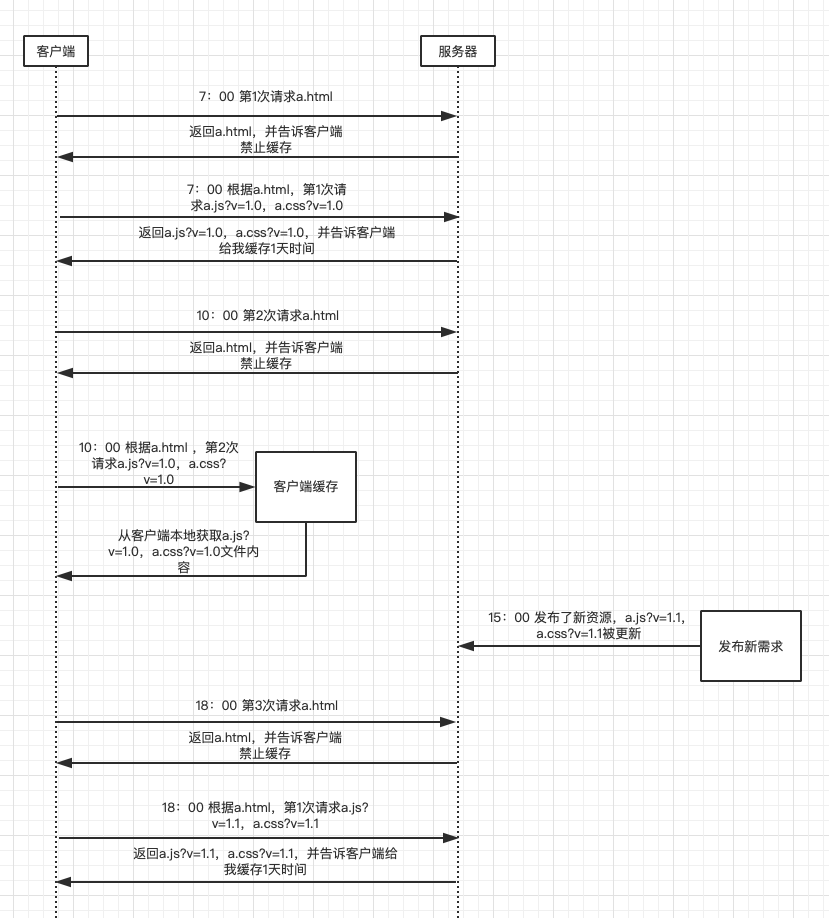 客户端
服务器
7：00 第1次请求a.html
返回a.html，并告诉客户端
禁止缓存
7：00 根据a.html，第1次请
求a.js?v=1.0，a.css?v=1.0
返回a.js?v=1.0，a.css?v=1.0，并告诉客户端
给我缓存1天时间
10：00 第2次请求a.html
返回a.html，并告诉客户端
禁止缓存
10：00 根据a.html ，第2次
请求a.js?v=1.0，a.css?
v=1.0
客户端缓存
从客户端本地获取a.js?
v=1.0，a.css?v=1.0文件内
容
15：00 发布了新资源，a.js?v=1.1,
a.css?v=1.1被更新
发布新需求
18：00 第3次请求a.html
返回a.html，并告诉客户端
禁止缓存
18：00 根据a.html，第1次请求a.js?
v=1.1，a.css?v=1.1
返回a.js?v=1.1，a.css?v=1.1，并告诉客户端给
我缓存1天时间